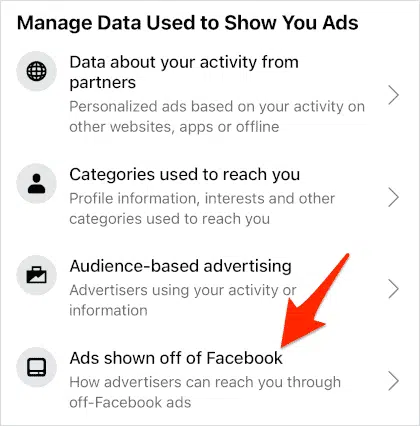 Manage Data Used to Show You Ads
Data about your activity from
partners
Personalized ads based on your activity on
other websites, apps or offline
Categories used to reach you
Profile information, interests and other
categories used to reach you
Audience-based advertising
Advertisers using your activity or
information
Ads shown off of Facebook
How advertisers can reach you through
off-Facebook ads